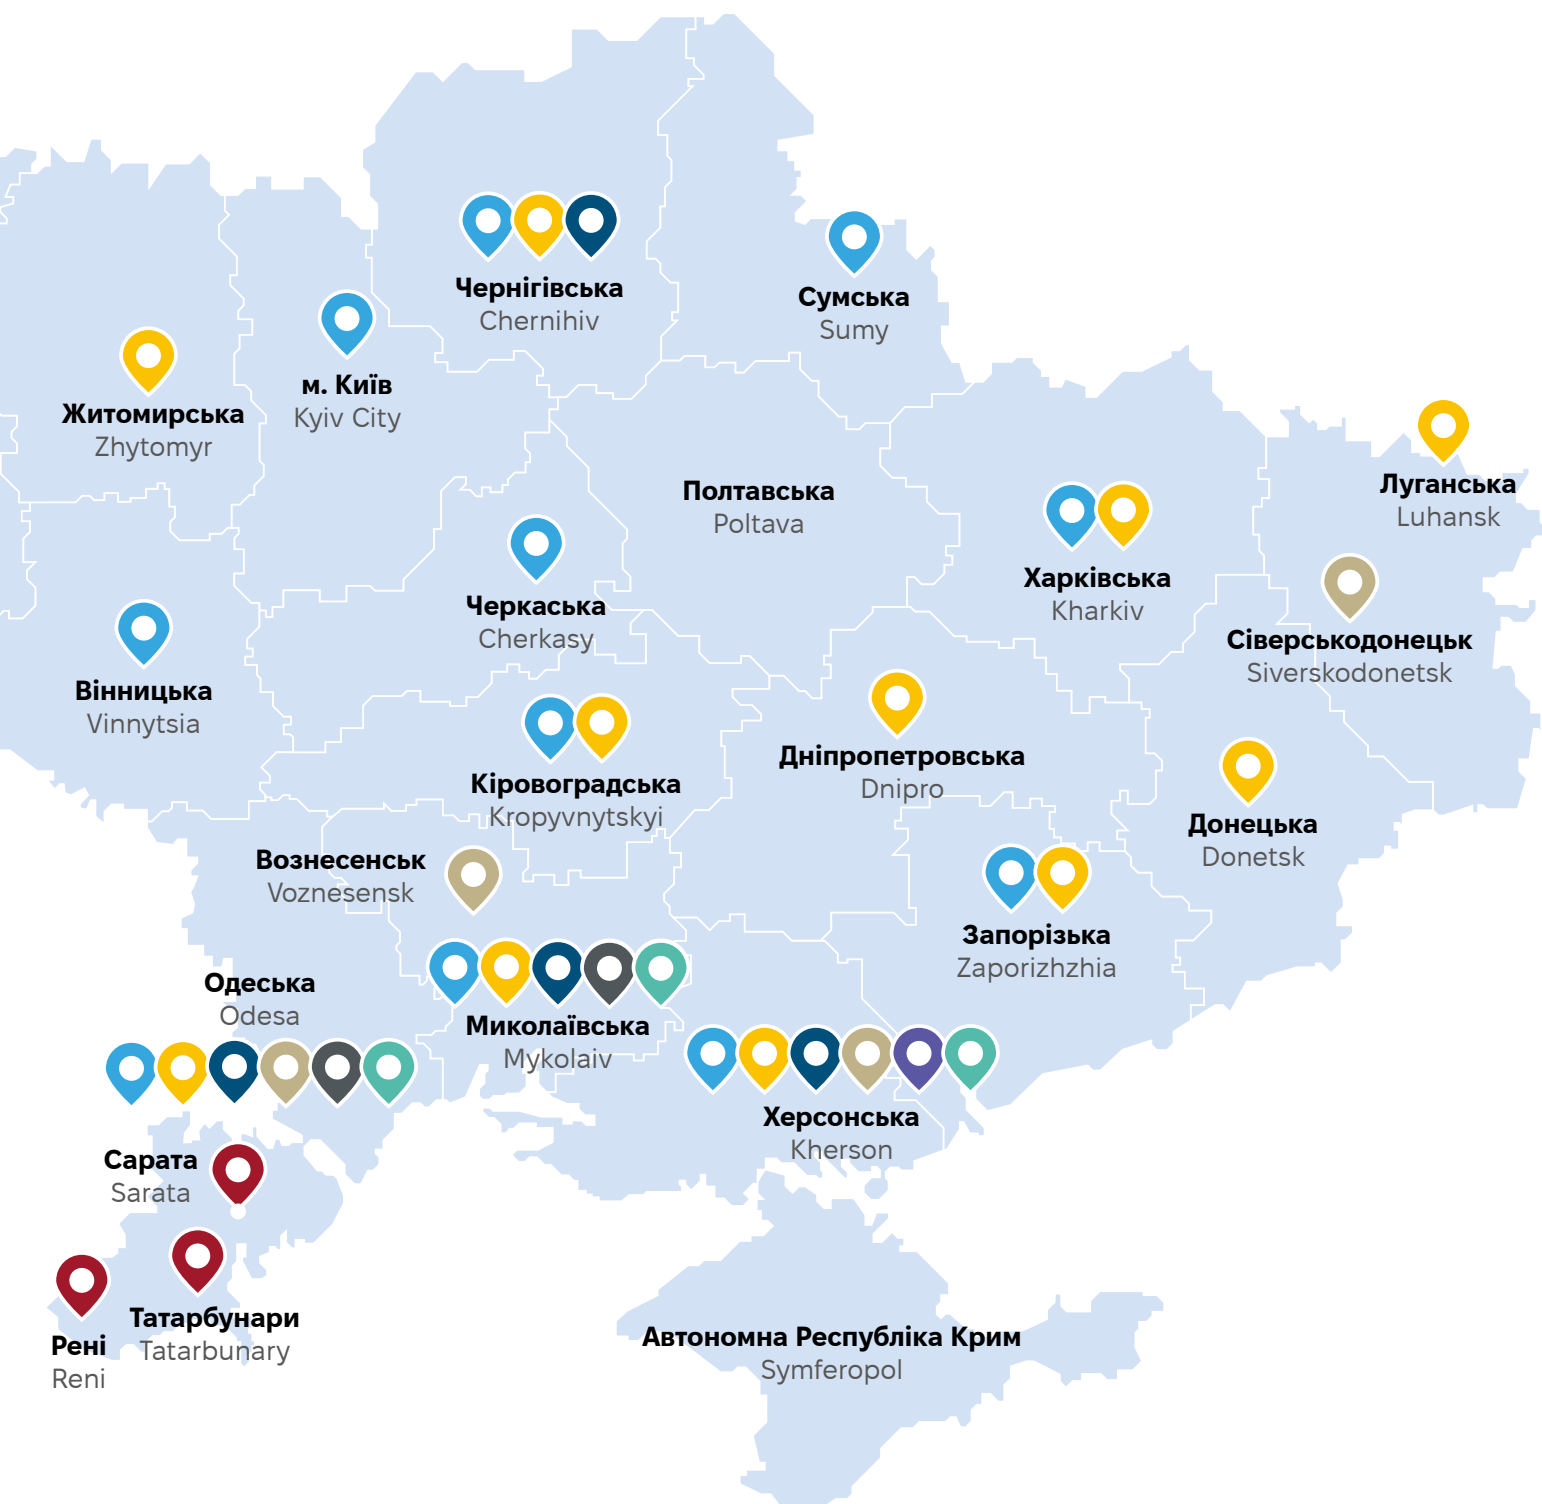 Чернігівська
Chernihiv
Сумська
Sumy
м. Київ
Kyiv City
Житомирська
Zhytomyr
Луганська
Luhansk
Полтавська
Poltava
Харківська
Kharkiv
Черкаська
Cherkasy
Сіверськодонецьк
Siverskodonetsk
Вінницька
Vinnytsia
Дніпропетровська
Dnipro
Кіровоградська
Kropyvnytskyi
Донецька
Donetsk
Вознесенськ
Voznesensk
Запорізька
Zaporizhzhia
Одеська
Odesa
Миколаївська
Mykolaiv
Херсонська
Kherson
Сарата
Sarata
Татарбунари
Tatarbunary
Рені
Reni
Автономна Республіка Крим
Symferopol